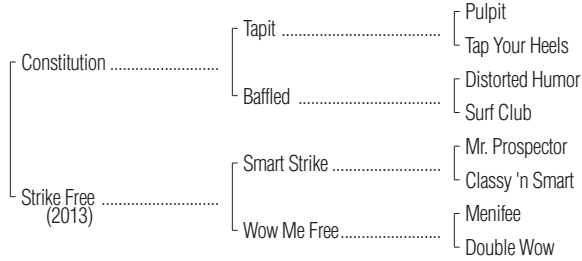 Constitution
Strike Free
(2013)
Tapit
Baffled
Smart Strike
Wow Me Free
Pulpit
Tap Your Heels
Distorted Humor
Surf Club
Mr. Prospector
Classy 'n Smart
Menifee
Double Wow